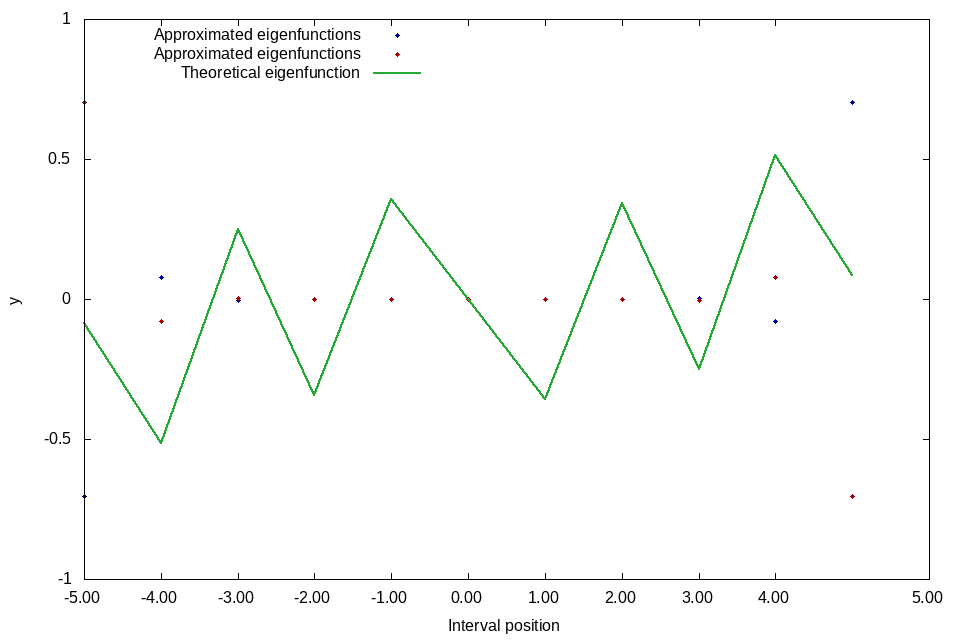 1
Approximated eigenfunctions
Approximated eigenfunctions
Theoretical eigenfunction
0.5
y
0
-0.5
-1
-5.00 -4.00 -3.00 -2.00 -1.00 0.00 1.00 2.00 3.00 4.00 5.00
Interval position